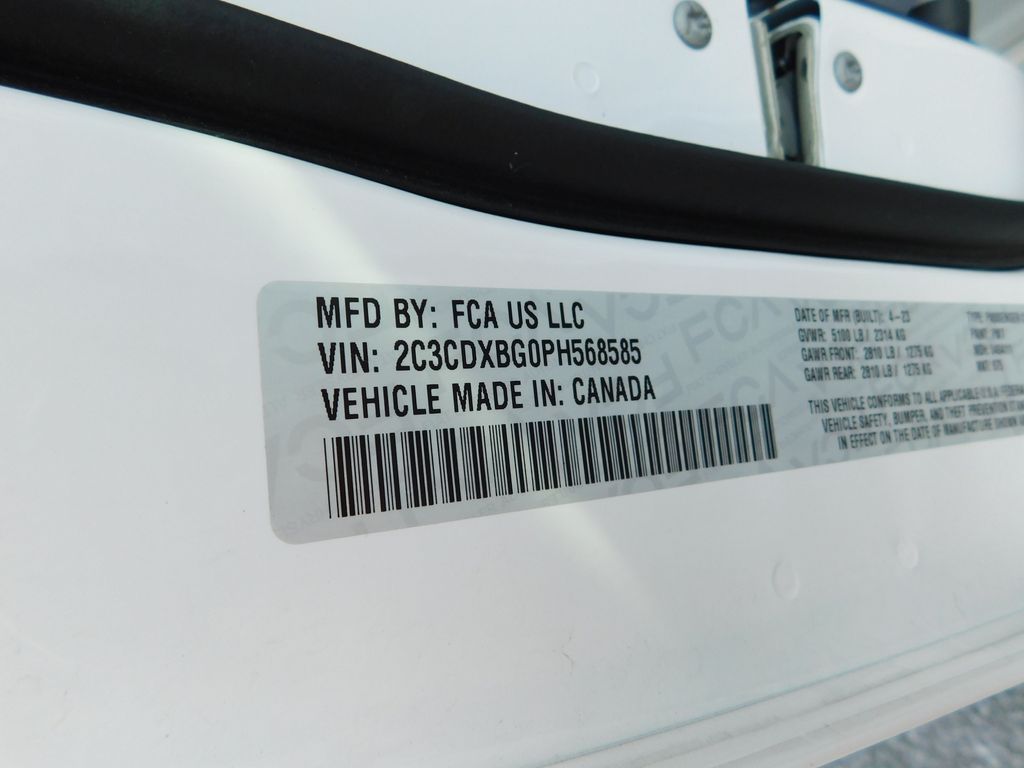 MFD BY: FCA US LLC
VIN: 2C3CDXBG0PH568585
VEHICLE MADE IN: CANADA
DATE OF MFR (BUILT): 4-23
GVWR: 5100 LB / 2314 KG
GAWR FRONT: 2810 LB / 1275 KG
GAWR REAR: 2810 LB / 1275 KG
TYPE: PASSENGER
THIS VEHICLE CONFORMS TO ALL APPLICABLE U.S.A. FEDERAL
VEHICLE SAFETY, BUMPER, AND THEFT PREVENTION
IN EFFECT ON THE DATE OF MANUFACTURE SHOWN